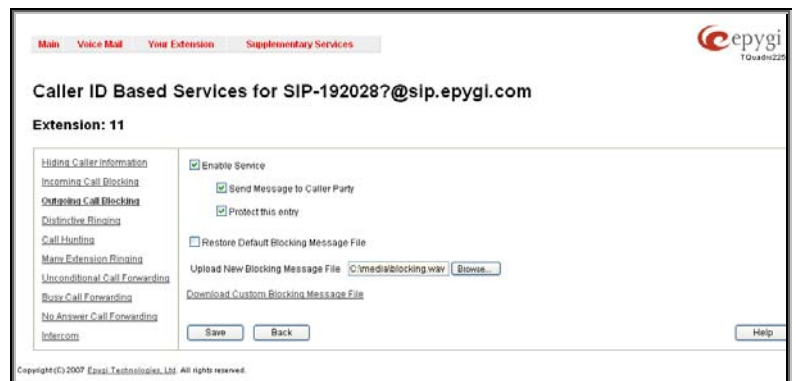 Main Voice Mail Your Extension Supplementary Services
epygi
TQuadro225
Caller ID Based Services for SIP-192028?@sip.epygi.com
Extension: 11
Hiding Caller Information
Incoming Call Blocking
Outgoing Call Blocking
Distinctive Ringing
Call Hunting
Many Extension Ringing
Unconditional Call Forwarding
Busy Call Forwarding
No Answer Call Forwarding
Intercom
Enable Service
Send Message to Caller Party
Protect this entry
Restore Default Blocking Message File
Upload New Blocking Message File C:\media\blocking.wav Browse...
Download Custom Blocking Message File
Save Back Help
Copyright (C) 2007 Epygi Technologies, Ltd. All rights reserved.